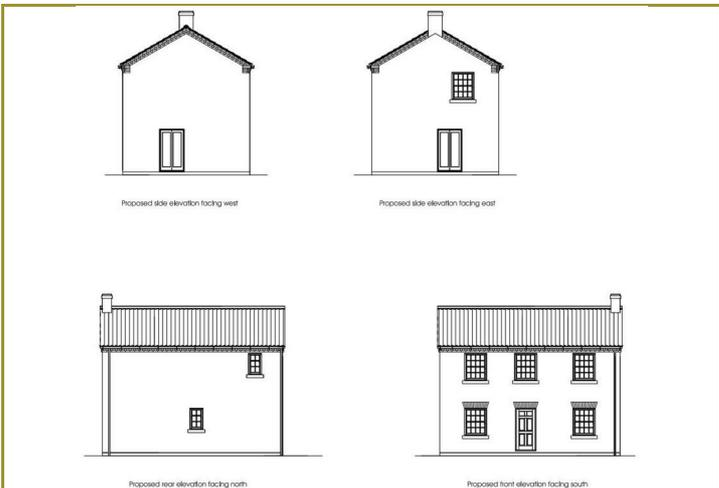 Proposed side elevation facing west
Proposed side elevation facing east
Proposed rear elevation facing north
Proposed front elevation facing south